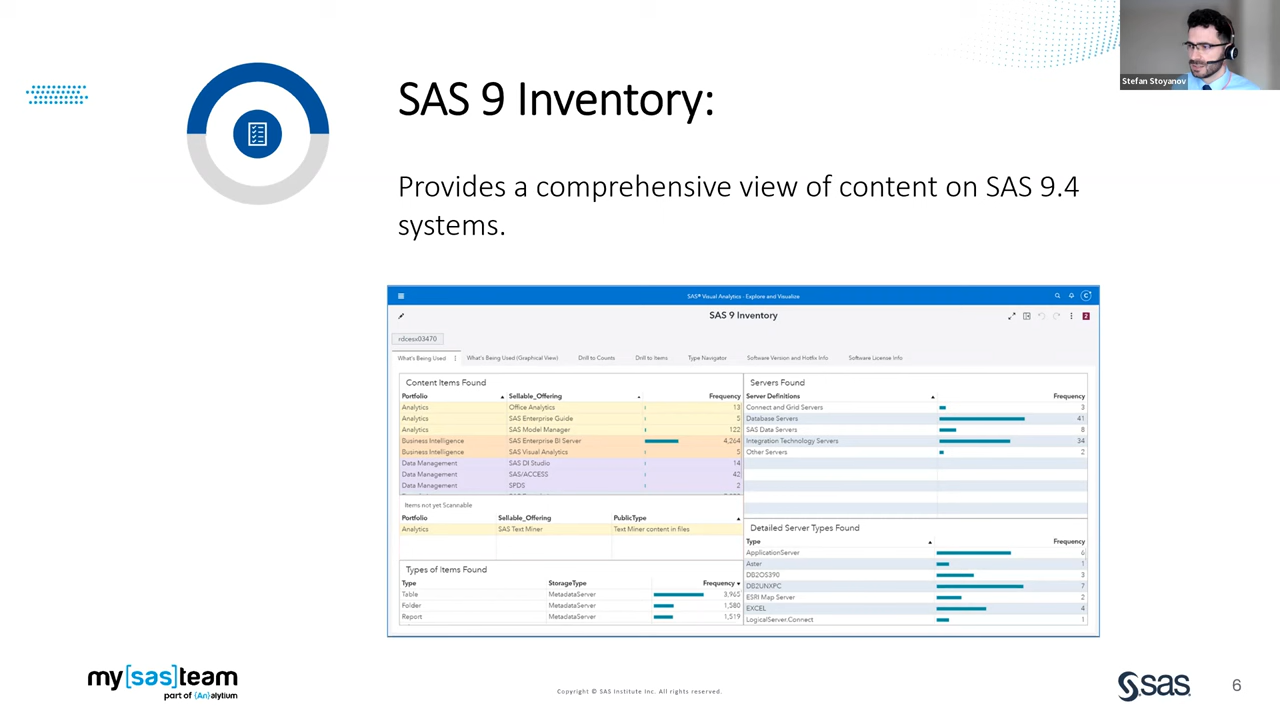 Stefan Stoyanov
SAS 9 Inventory:
Provides a comprehensive view of content on SAS 9.4
systems.
SAS® Visual Analytics - Explore and Visualize
C
SAS 9 Inventory
2
rdcesx03470
What's Being Used What's Being Used (Graphical View) Drill to Counts Drill to Items Type Navigator Software Version and Hotfix Info Software License Info
Content Items Found
Portfolio Sellable_Offering Frequency
Analytics Office Analytics 13
Analytics SAS Enterprise Guide 5
Analytics SAS Model Manager 122
Business Intelligence SAS Enterprise BI Server 4,264
Business Intelligence SAS Visual Analytics 5
Data Management SAS DI Studio 14
Data Management SAS/ACCESS 42
Data Management SPDS 2
Items not yet Scannable
Portfolio Sellable_Offering PublicType
Analytics SAS Text Miner Text Miner content in files
Types of Items Found
Type StorageType Frequency
Table MetadataServer 3,965
Folder MetadataServer 1,580
Report MetadataServer 1,519
Servers Found
Server Definitions Frequency
Connect and Grid Servers 3
Database Servers 41
SAS Data Servers 8
Integration Technology Servers 34
Other Servers 2
Detailed Server Types Found
Type Frequency
ApplicationServer 6
Aster 1
DB2OS390 3
DB2UNXPC 7
ESRI Map Server 2
EXCEL 4
LogicalServer.Connect 1
my[sas]team
part of {An}alytium
Copyright © SAS Institute Inc. All rights reserved.
sas
6